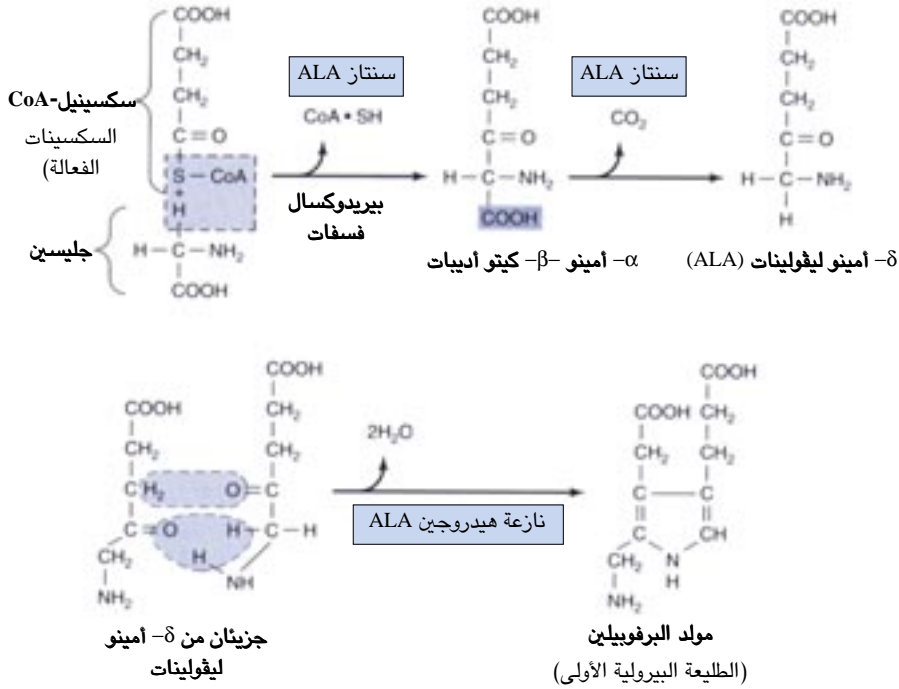 COOH
CH2
CH2
C = O
S – CoA
H
H – C – NH2
COOH
سكسينيل-CoA
السكسينات
الفعالة)
جليسين
سنتاز ALA
CoA • SH
بيريدوكسال
فسفات
COOH
CH2
CH2
C = O
H – C – NH2
COOH
α– أمينو –β– كيتو أديبات
سنتاز ALA
CO2
COOH
CH2
CH2
C = O
H – C – NH2
H
δ– أمينو ليڤولينات (ALA)
COOH
CH2
CH2
C = O
CH2
NH2
COOH
CH2
CH2
O = C
H – C – H
H
NH
جزيئان من δ– أمينو
ليڤولينات
2H2O
نازعة هيدروجين ALA
COOH
COOH CH2
CH2 CH2
C – C
C CH
CH2 N
H
NH2
مولد البرفوبيلين
(الطليعة البيرولية الأولى)